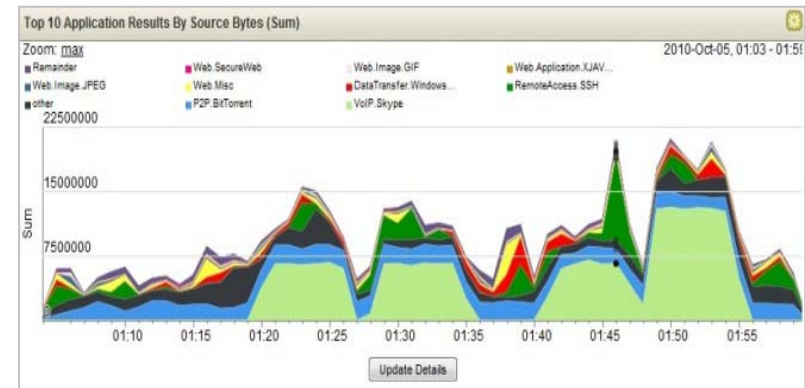 Top 10 Application Results By Source Bytes (Sum)
Zoom: max
2010-Oct-05, 01:03 - 01:59
Remainder Web.SecureWeb Web.Image.GIF Web.Application.XJAV...
Web.Image.JPEG Web.Misc DataTransfer.Windows... RemoteAccess.SSH
other P2P.BitTorrent VoIP.Skype
22500000
15000000
Sum
7500000
0
01:10 01:15 01:20 01:25 01:30 01:35 01:40 01:45 01:50 01:55
Update Details